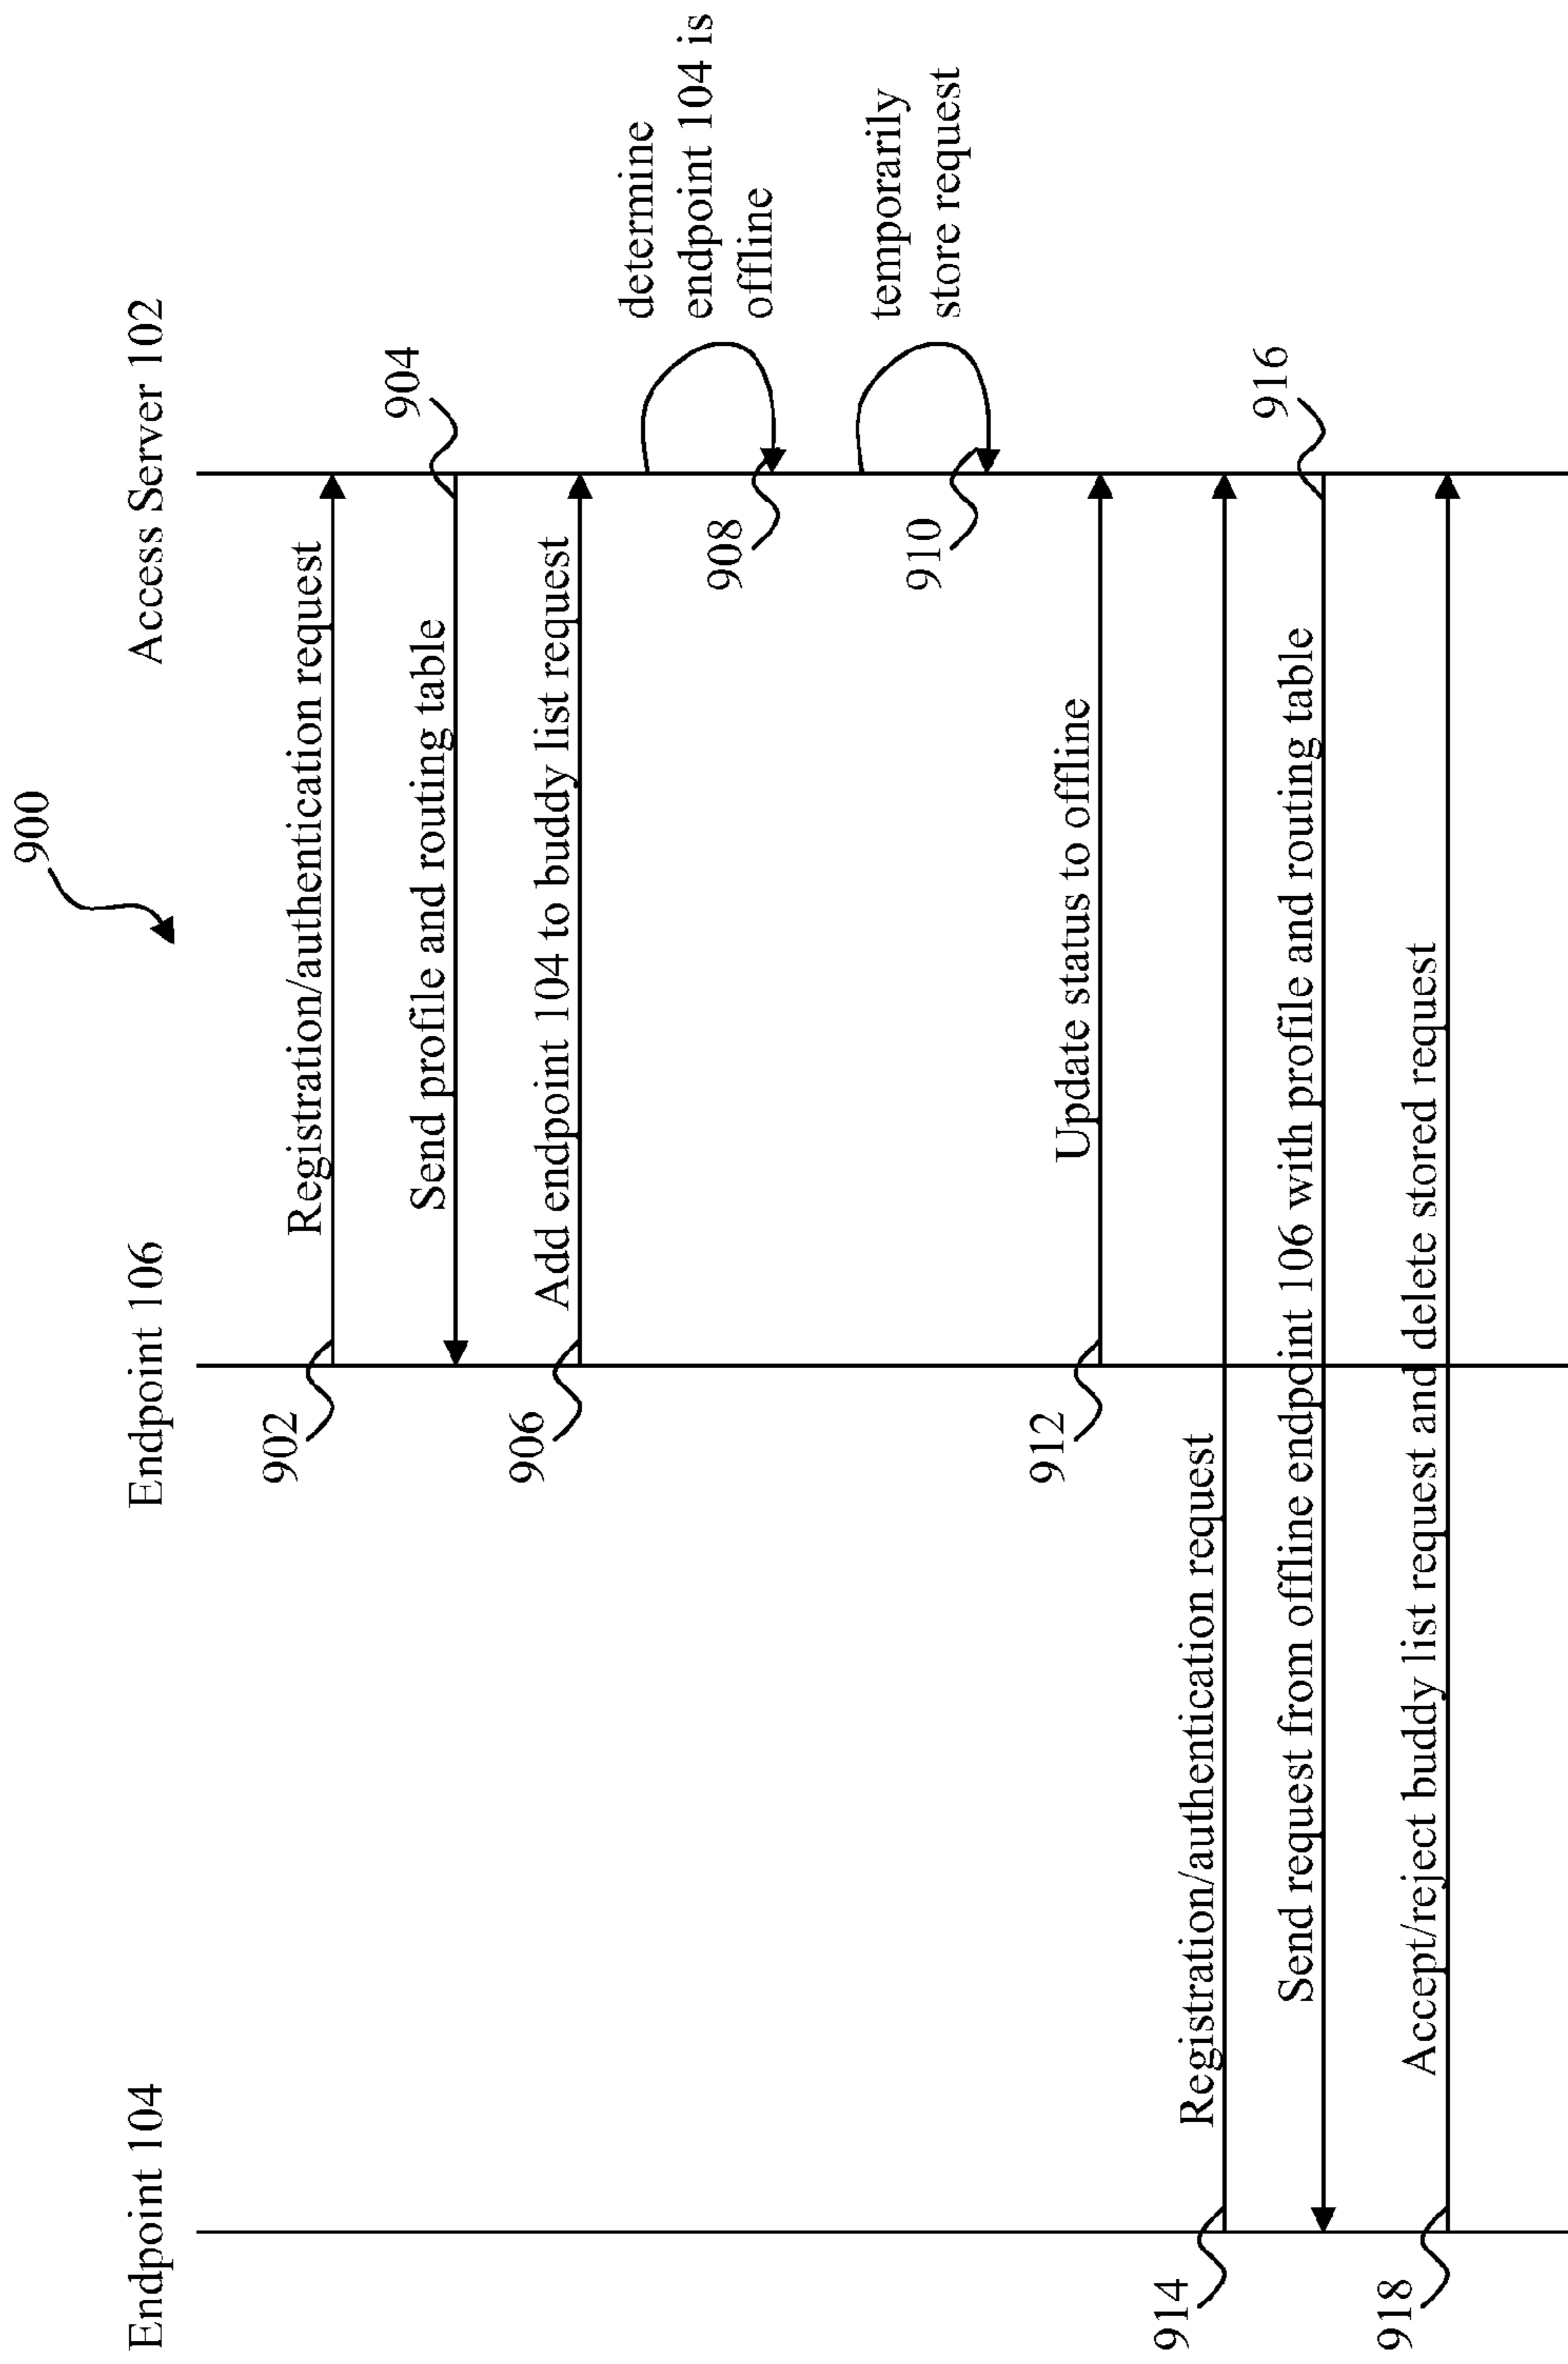 900
Endpoint 104
Endpoint 106
Access Server 102
902
Registration/authentication request
904
Send profile and routing table
906
Add endpoint 104 to buddy list request
908
determine
endpoint 104 is
offline
910
temporarily
store request
912
Update status to offline
914
Registration/authentication request
916
Send request from offline endpoint 106 with profile and routing table
918
Accept/reject buddy list request and delete stored request